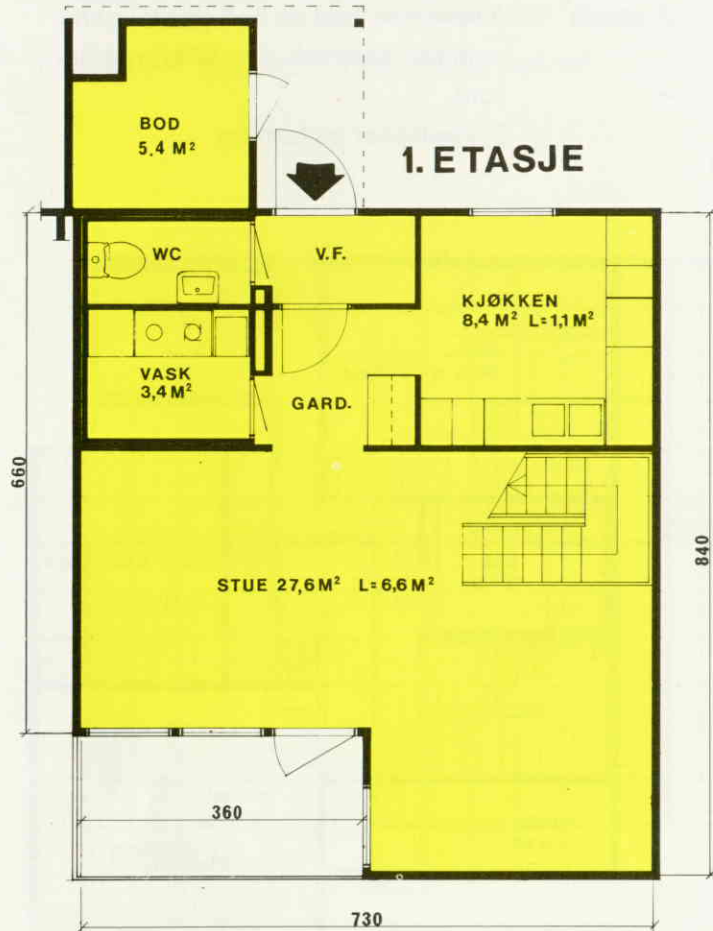 BOD
5,4 M²
1. ETASJE
WC
V.F.
KJØKKEN
8,4 M² L=1,1 M²
VASK
3,4 M²
GARD.
660
840
STUE 27,6 M² L=6,6 M²
360
730